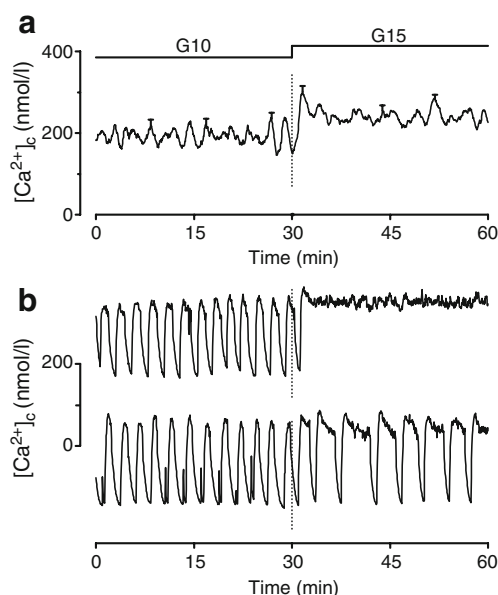 a
G10
G15
[Ca²⁺]c (nmol/l)
400
200
0
0 15 30 45 60
Time (min)
b
[Ca²⁺]c (nmol/l)
200
0
0 15 30 45 60
Time (min)